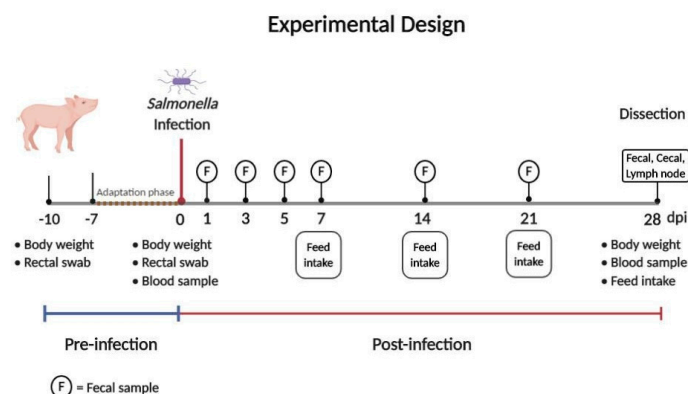 Experimental Design
Salmonella
Infection
Dissection
Fecal, Cecal,
Lymph node
F F F F F F
Adaptation phase
-10 -7 0 1 3 5 7 14 21 28 dpi
• Body weight
• Rectal swab
• Body weight
• Rectal swab
• Blood sample
Feed
intake
Feed
intake
Feed
intake
• Body weight
• Blood sample
• Feed intake
Pre-infection
Post-infection
F = Fecal sample